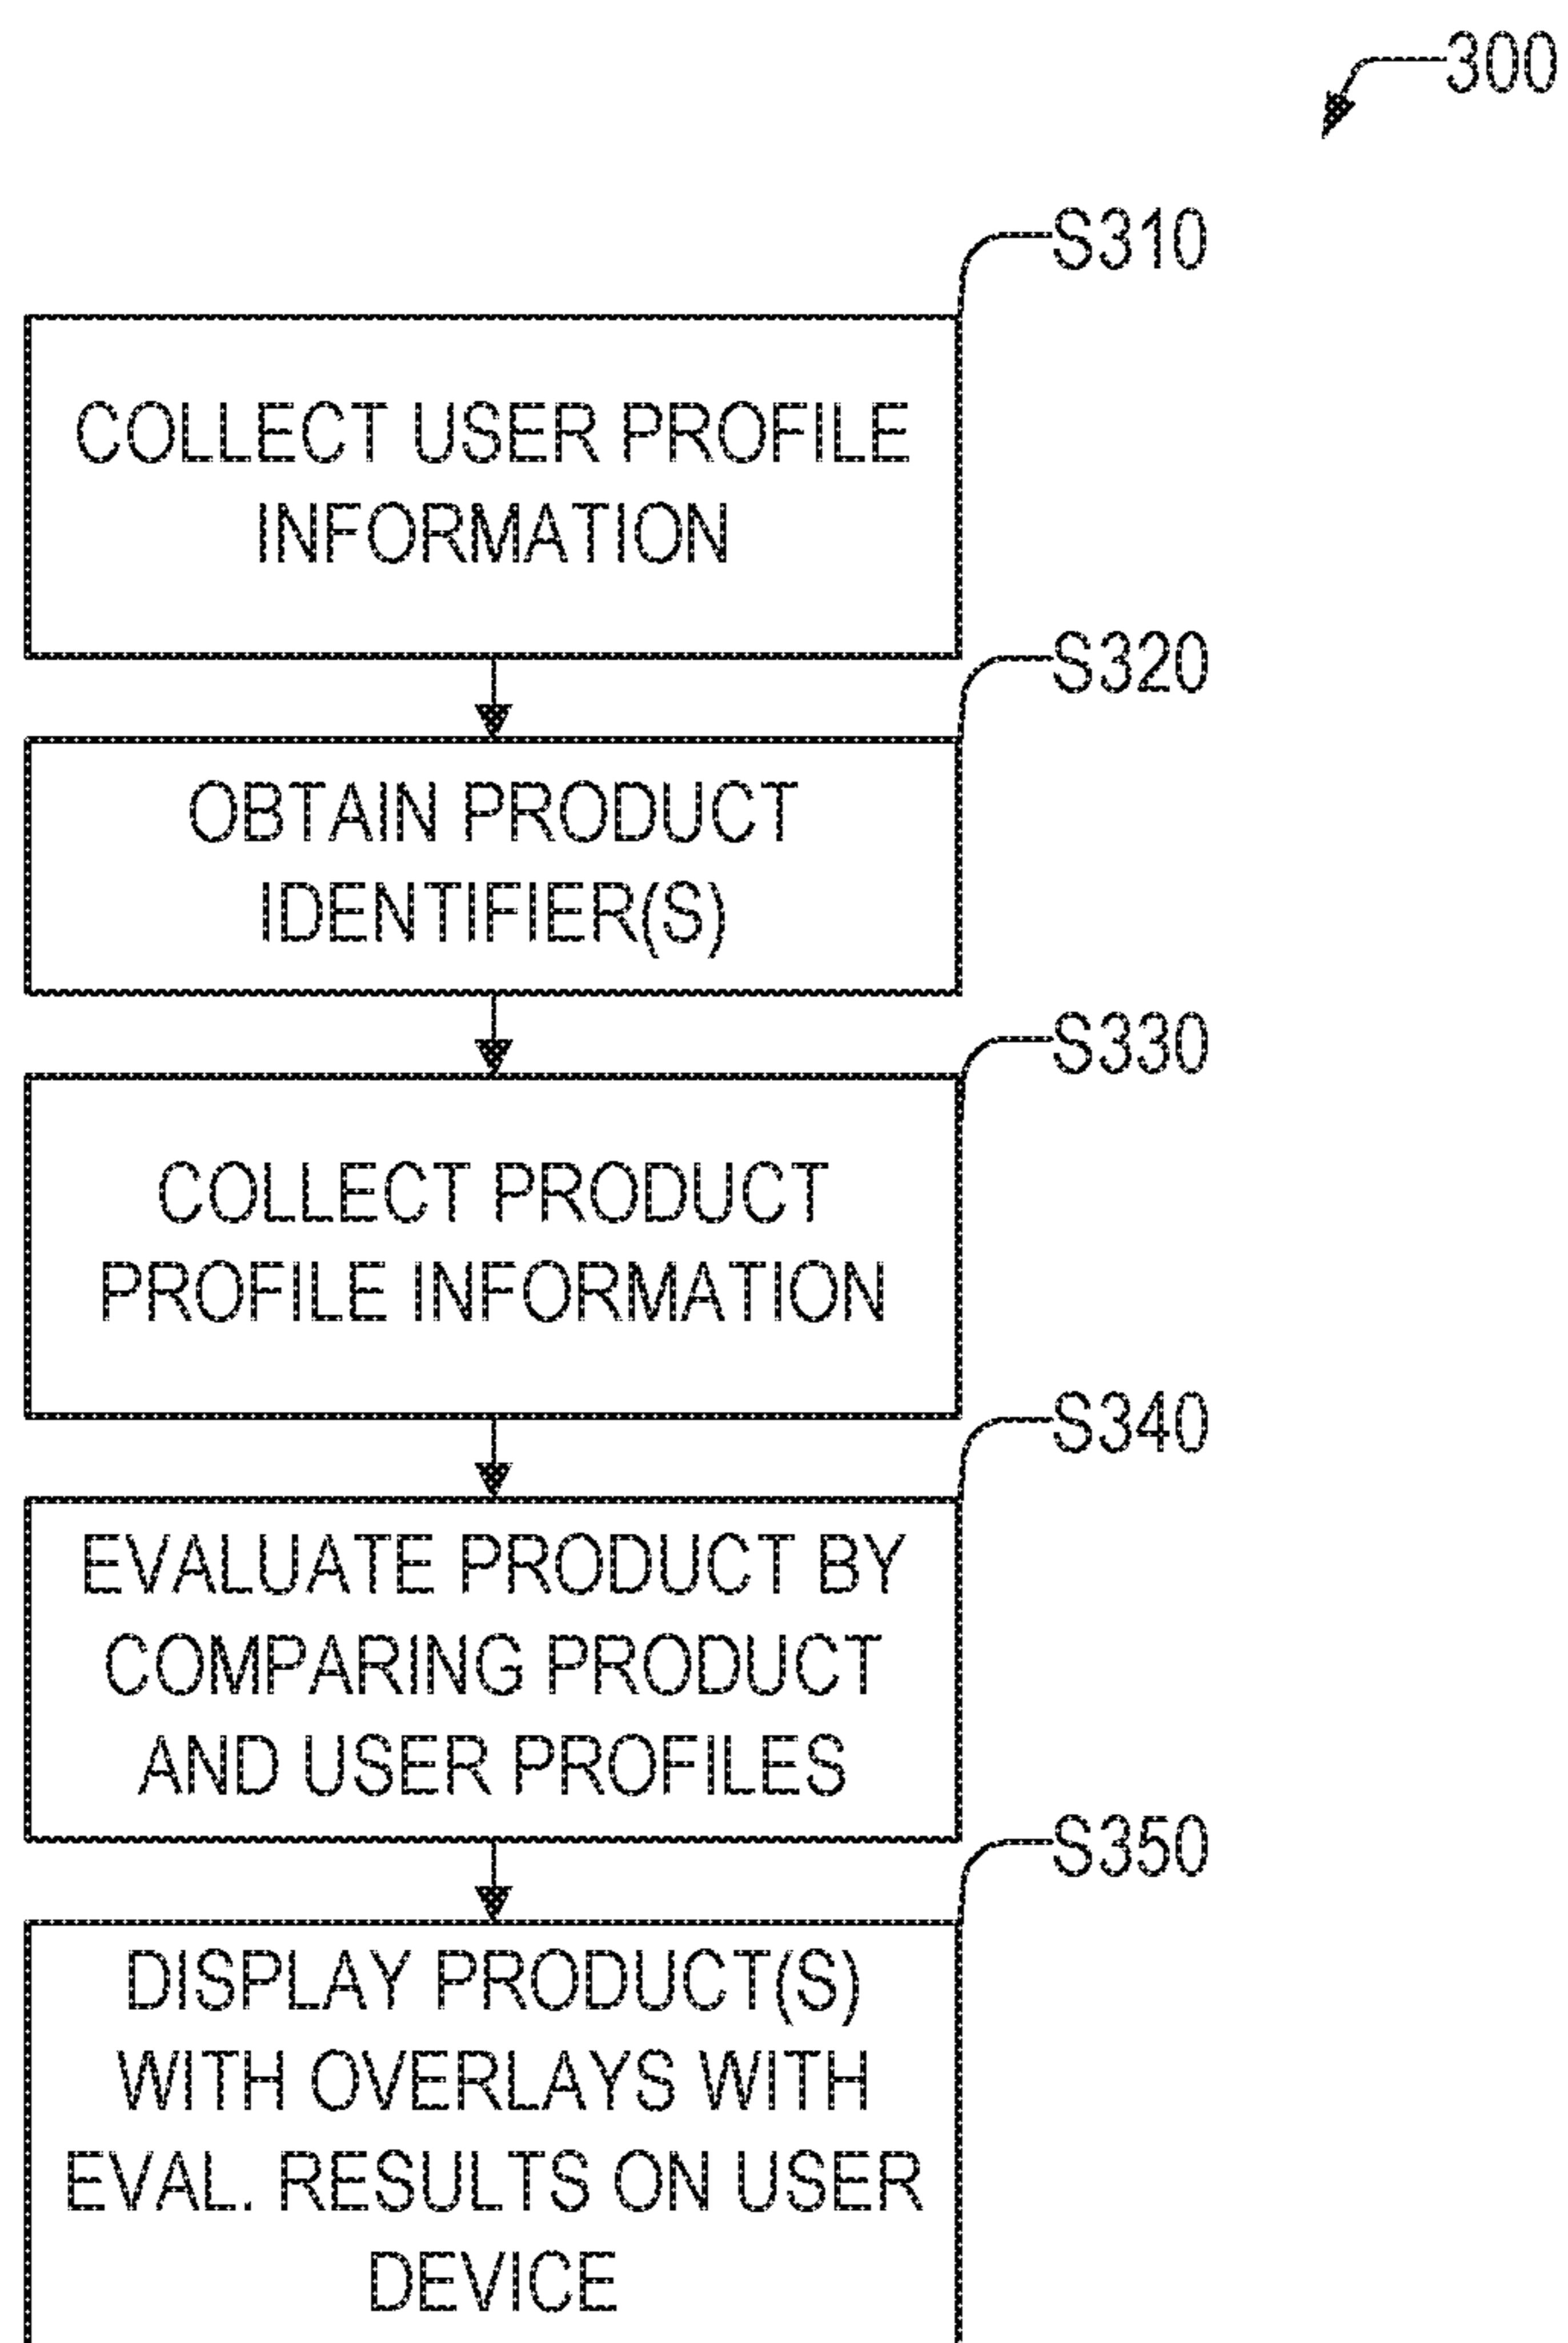 300
S310
COLLECT USER PROFILE
INFORMATION
S320
OBTAIN PRODUCT
IDENTIFIER(S)
S330
COLLECT PRODUCT
PROFILE INFORMATION
S340
EVALUATE PRODUCT BY
COMPARING PRODUCT
AND USER PROFILES
S350
DISPLAY PRODUCT(S)
WITH OVERLAYS WITH
EVAL. RESULTS ON USER
DEVICE